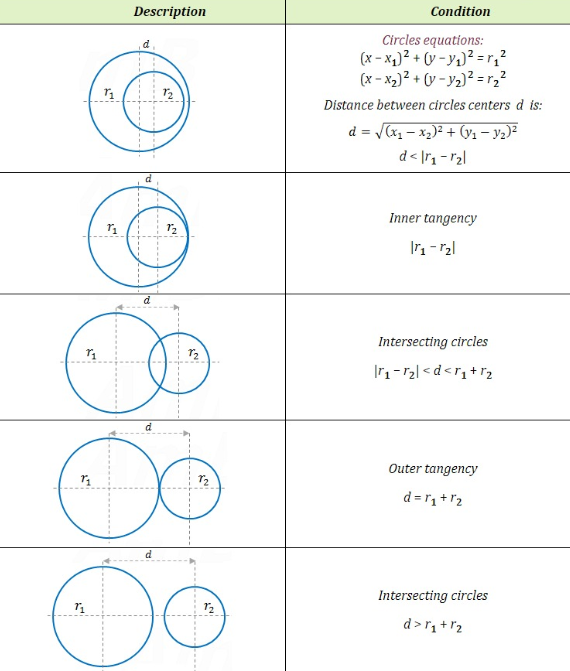 Description
Condition
d
r₁
r₂
Circles equations:
(x – x₁)² + (y – y₁)² = r₁²
(x – x₂)² + (y – y₂)² = r₂²
Distance between circles centers d is:
d = √(x₁ − x₂)² + (y₁ − y₂)²
d < |r₁ – r₂|
d
r₁
r₂
Inner tangency
|r₁ – r₂|
d
r₁
r₂
Intersecting circles
|r₁ – r₂| < d < r₁ + r₂
d
r₁
r₂
Outer tangency
d = r₁ + r₂
d
r₁
r₂
Intersecting circles
d > r₁ + r₂